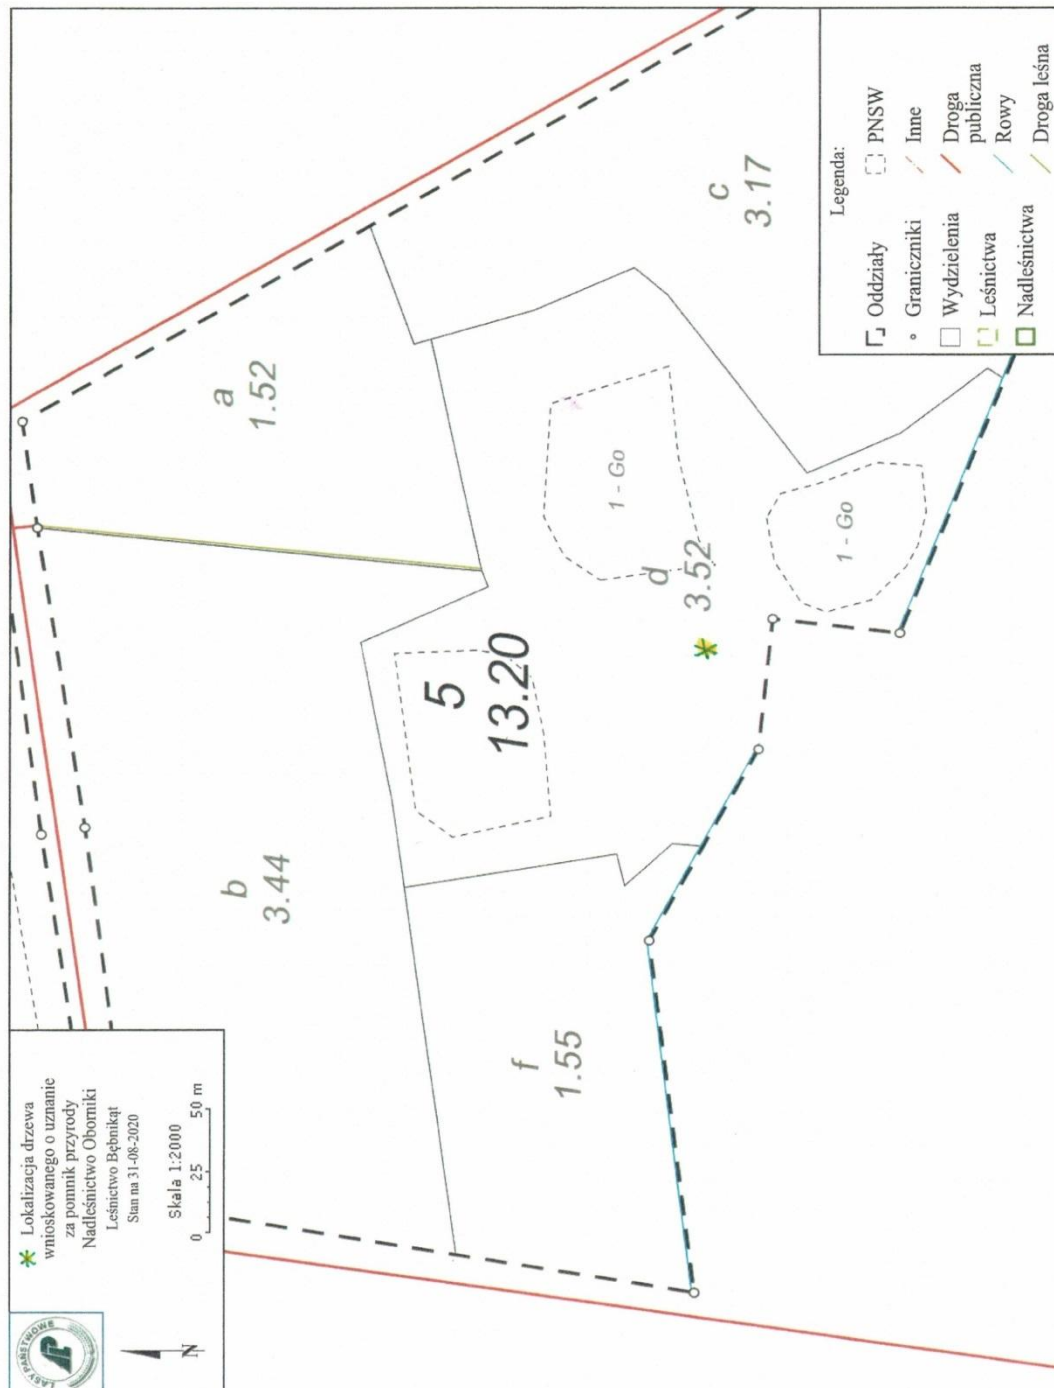 LASY PAŃSTWOWE
N
Lokalizacja drzewa
wnioskowanego o uznanie
za pomnik przyrody
Nadleśnictwo Oborniki
Leśnictwo Bębnikąt
Stan na 31-08-2020
Skala 1:2000
0 25 50 m
a
1.52
b
3.44
c
3.17
5
13.20
1 - Go
d
3.52
1 - Go
f
1.55
Legenda:
Oddziały
Graniczniki
Wydzielenia
Leśnictwa
Nadleśnictwa
PNSW
Inne
Droga
publiczna
Rowy
Droga leśna